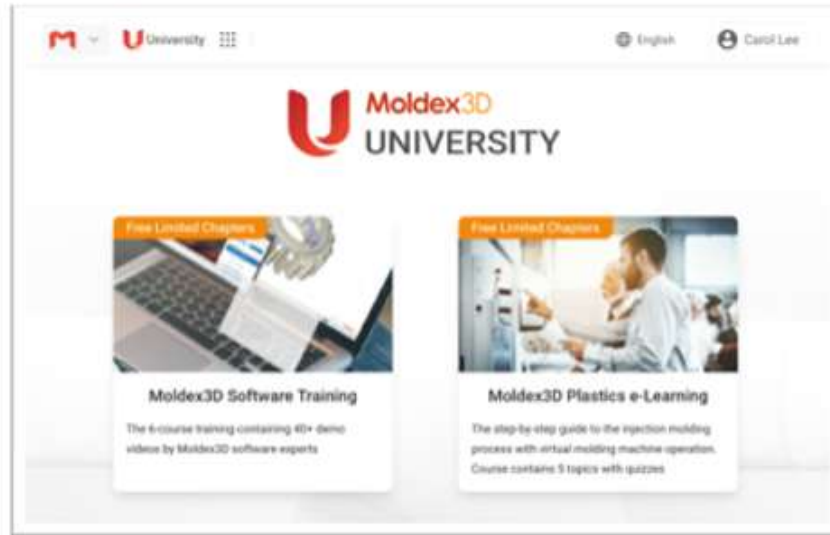 University
English
Carol Lee
Moldex3D
UNIVERSITY
Free Limited Chapters
Free Limited Chapters
Moldex3D Software Training
The 6-course training containing 40+ demo
videos by Moldex3D software experts
Moldex3D Plastics e-Learning
The step-by-step guide to the injection molding
process with virtual molding machine operation.
Course contains 5 topics with quizzes